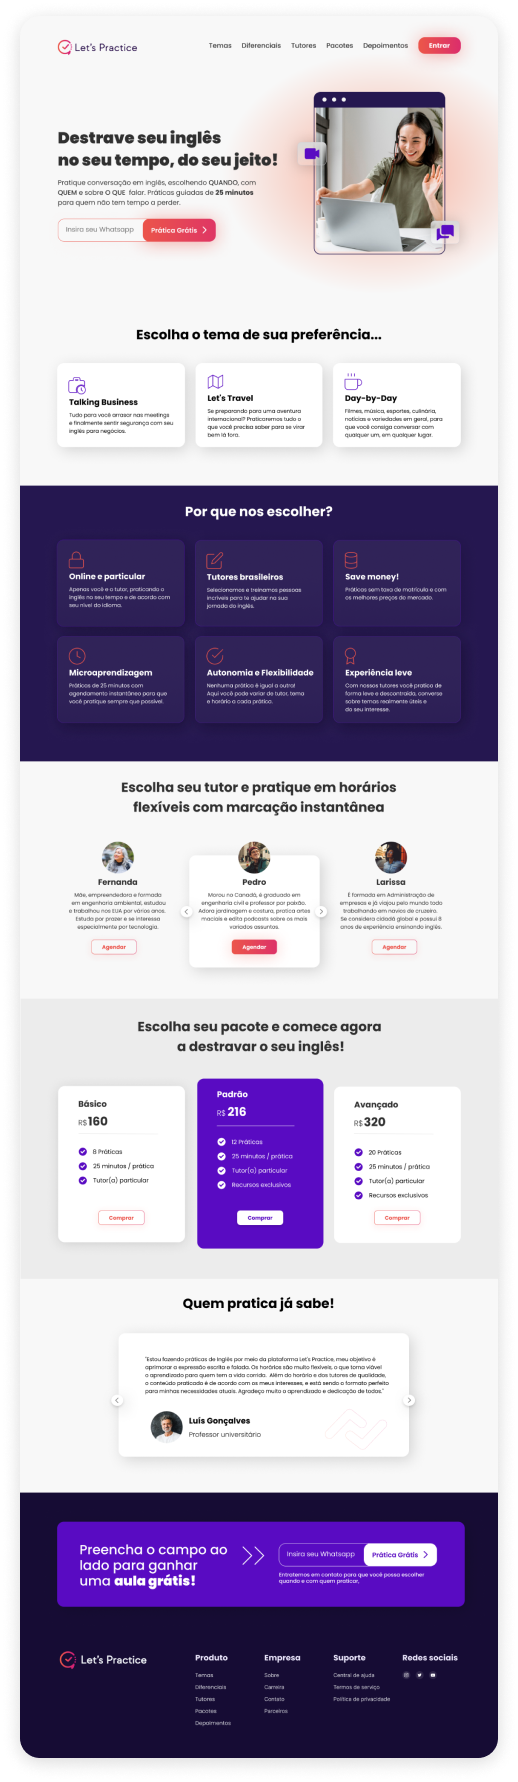 Let's Practice
Temas Diferenciais Tutores Pacotes Depoimentos Entrar
Destrave seu inglês
no seu tempo, do seu jeito!
Pratique conversação em inglês, escolhendo QUANDO, com
QUEM e sobre O QUE falar. Práticas guiadas de 25 minutos
para quem não tem tempo a perder.
Insira seu Whatsapp Prática Grátis
Escolha o tema de sua preferência...
Talking Business
Tudo para você arrasar nas meetings
e finalmente sentir segurança com seu
inglês para negócios.
Let's Travel
Se preparando para uma aventura
internacional? Praticaremos tudo o
que você precisa saber para se virar
bem lá fora.
Day-by-Day
Filmes, música, esportes, culinária,
notícias e variedades em geral, para
que você consiga conversar com
qualquer um, em qualquer lugar.
Por que nos escolher?
Online e particular
Apenas você e o tutor, praticando o
inglês no seu tempo e de acordo com
seu nível do idioma.
Tutores brasileiros
Selecionamos e treinamos pessoas
incríveis para te ajudar na sua
jornada do inglês.
Save money!
Práticas sem taxa de matrícula e com
os melhores preços do mercado.
Microaprendizagem
Práticas de 25 minutos com
agendamento instantâneo para que
você pratique sempre que possível.
Autonomia e Flexibilidade
Nenhuma prática é igual a outra!
Aqui você pode variar de tutor, tema
e horário a cada prática.
Experiência leve
Com nossos tutores você pratica de
forma leve e descontraída, converse
sobre temas realmente úteis e
do seu interesse.
Escolha seu tutor e pratique em horários
flexíveis com marcação instantânea
Fernanda
Mãe, empreendedora e formada
em engenharia ambiental, estudou
e trabalhou nos EUA por vários anos.
Estuda por prazer e se interessa
especialmente por tecnologia.
Agendar
Pedro
Morou no Canadá, é graduado em
engenharia civil e professor por paixão.
Adora jardinagem e costura, pratica artes
marciais e edita podcasts sobre os mais
variados assuntos.
Agendar
Larissa
É formada em Administração de
empresas e já viajou pelo mundo todo
trabalhando em navios de cruzeiro.
Se considera cidadã global e possui 8
anos de experiência ensinando inglês.
Agendar
Escolha seu pacote e comece agora
a destravar o seu inglês!
Básico
R$ 160
8 Práticas
25 minutos / prática
Tutor(a) particular
Comprar
Padrão
R$ 216
12 Práticas
25 minutos / prática
Tutor(a) particular
Recursos exclusivos
Comprar
Avançado
R$ 320
20 Práticas
25 minutos / prática
Tutor(a) particular
Recursos exclusivos
Comprar
Quem pratica já sabe!
"Estou fazendo práticas de inglês por meio da plataforma Let's Practice, meu objetivo é
aprimorar a expressão escrita e falada. Os horários são muito flexíveis, o que torna viável
o aprendizado para quem tem a vida corrida. Além do horário e dos tutores de qualidade,
o conteúdo praticado é de acordo com os meus interesses, e está sendo o formato perfeito
para minhas necessidades atuais. Agradeço muito o aprendizado e dedicação de todos."
Luís Gonçalves
Professor universitário
Preencha o campo ao
lado para ganhar
uma aula grátis!
Insira seu Whatsapp Prática Grátis
Entratemos em contato para que você possa escolher
quando e com quem praticar.
Let's Practice
Produto
Temas
Diferenciais
Tutores
Pacotes
Depoimentos
Empresa
Sobre
Carreira
Contato
Parceiros
Suporte
Central de ajuda
Termos de serviço
Política de privacidade
Redes sociais